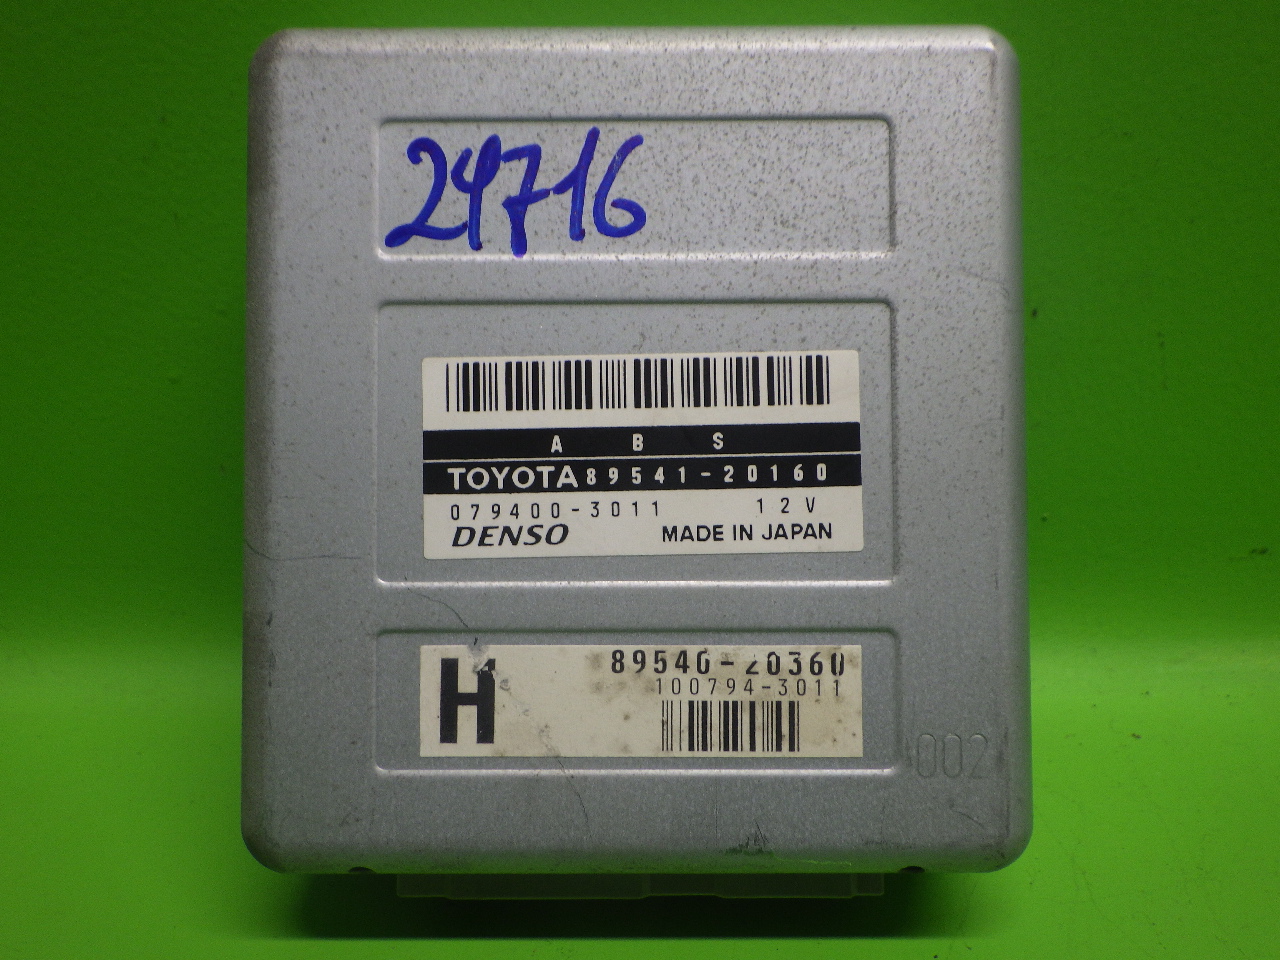 24716
A B S
TOYOTA 89541-20160
079400-3011 12V
DENSO MADE IN JAPAN
H 89540-20360
100794-3011
002